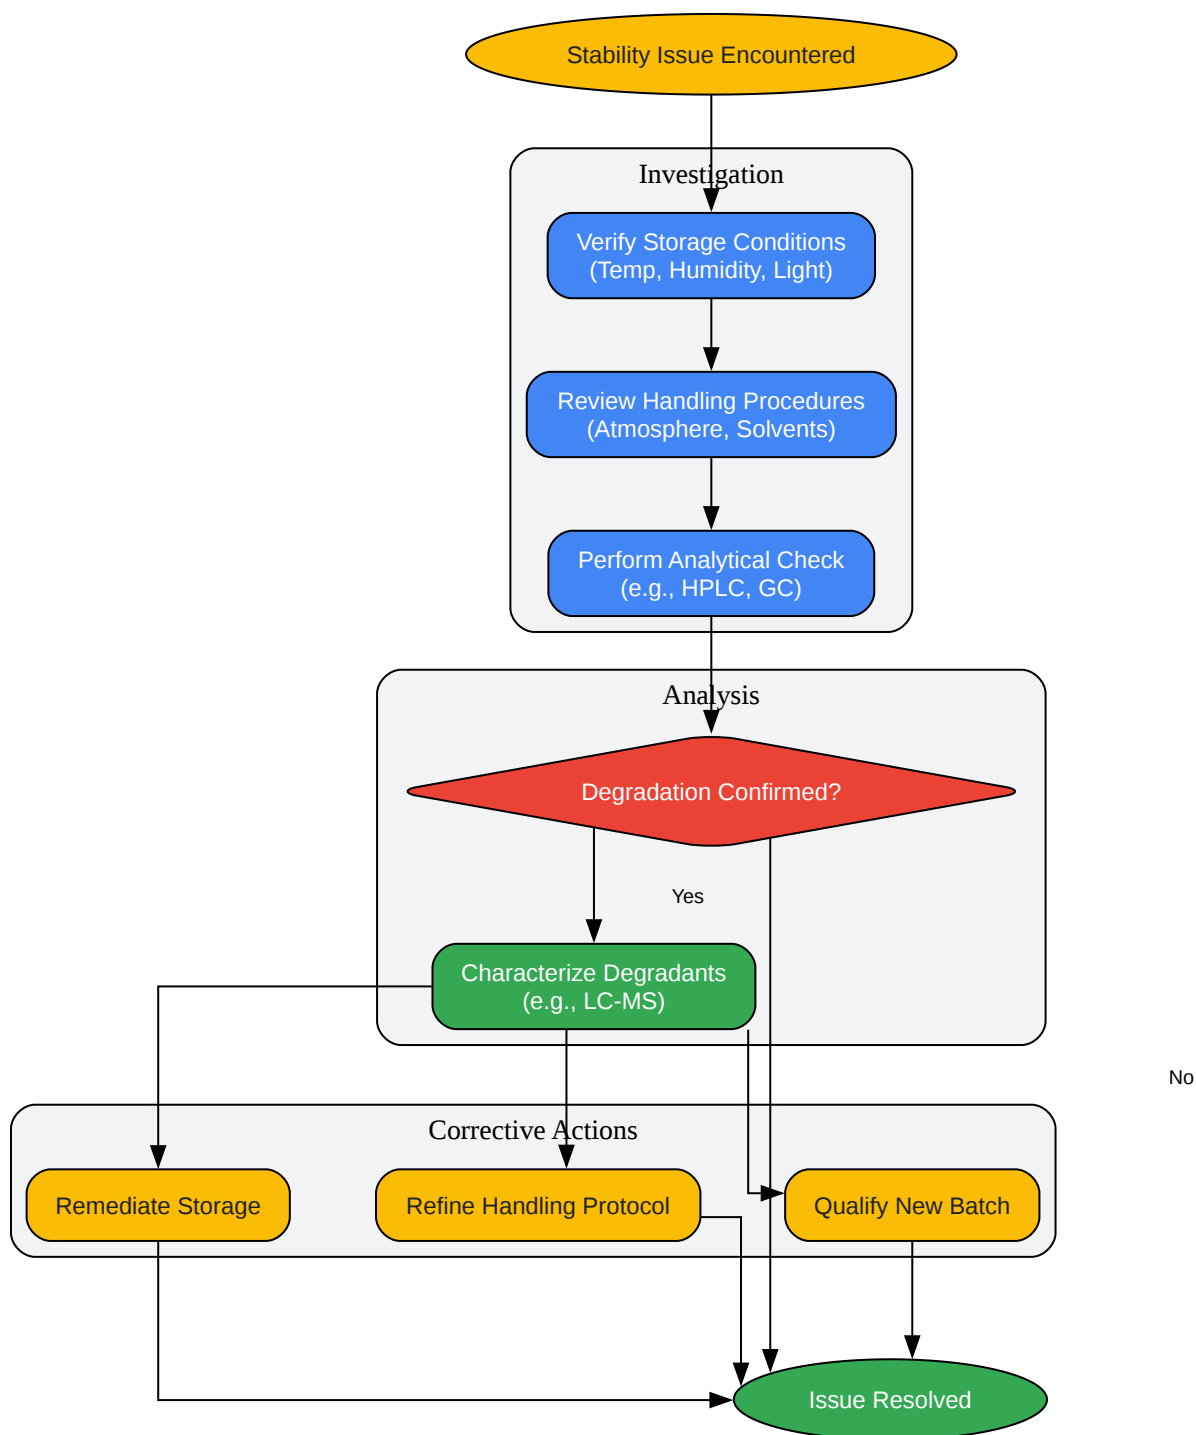 Stability Issue Encountered
Investigation
Verify Storage Conditions
(Temp, Humidity, Light)
Review Handling Procedures
(Atmosphere, Solvents)
Perform Analytical Check
(e.g., HPLC, GC)
Analysis
Degradation Confirmed?
Yes
Characterize Degradants
(e.g., LC-MS)
No
Corrective Actions
Remediate Storage
Refine Handling Protocol
Qualify New Batch
Issue Resolved